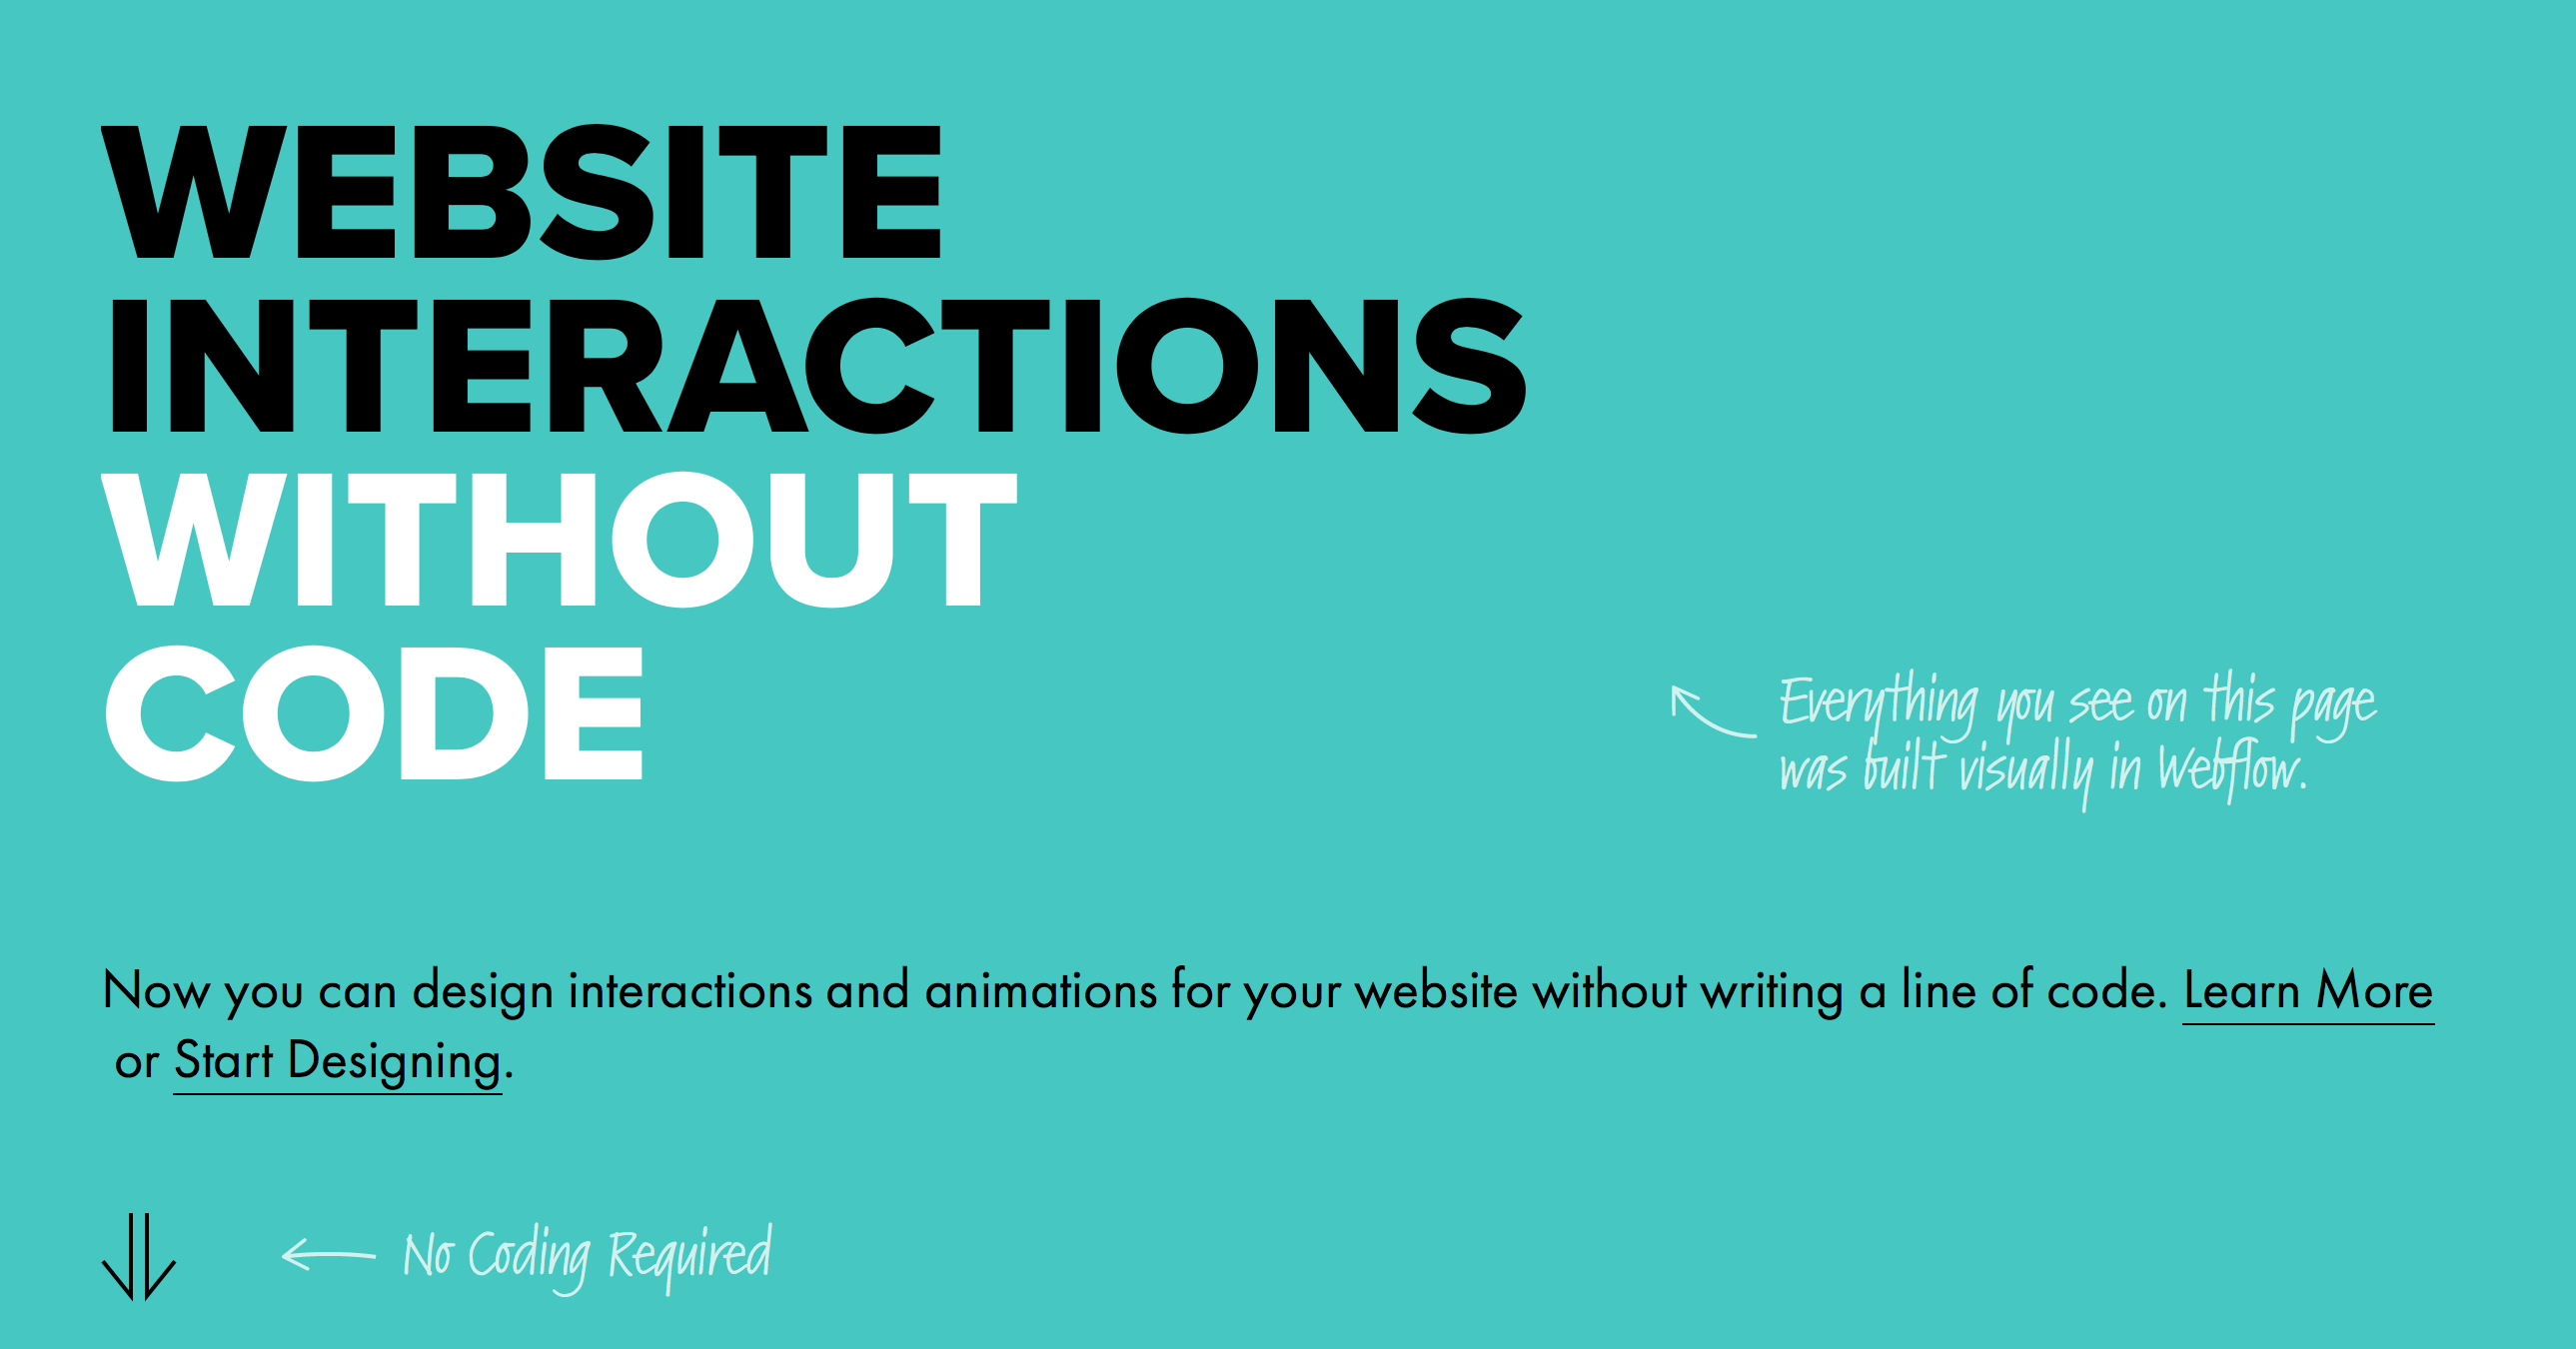 WEBSITE
INTERACTIONS
WITHOUT
CODE
Everything you see on this page
was built visually in Webflow.
Now you can design interactions and animations for your website without writing a line of code. Learn More
or Start Designing.
No Coding Required